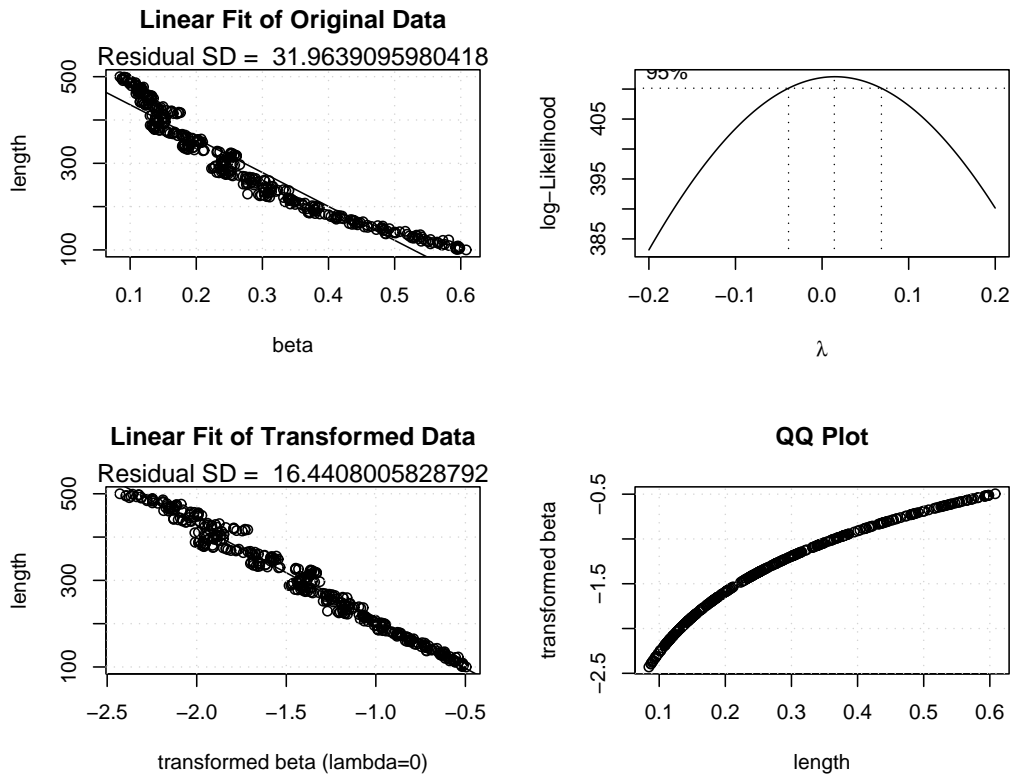 Linear Fit of Original Data
Residual SD = 31.9639095980418
length
100 300 500
0.1 0.2 0.3 0.4 0.5 0.6
beta
95%
log−Likelihood
385 395 405
−0.2 −0.1 0.0 0.1 0.2
λ
Linear Fit of Transformed Data
Residual SD = 16.4408005828792
length
100 300 500
−2.5 −2.0 −1.5 −1.0 −0.5
transformed beta (lambda=0)
QQ Plot
transformed beta
−2.5 −1.5 −0.5
0.1 0.2 0.3 0.4 0.5 0.6
length